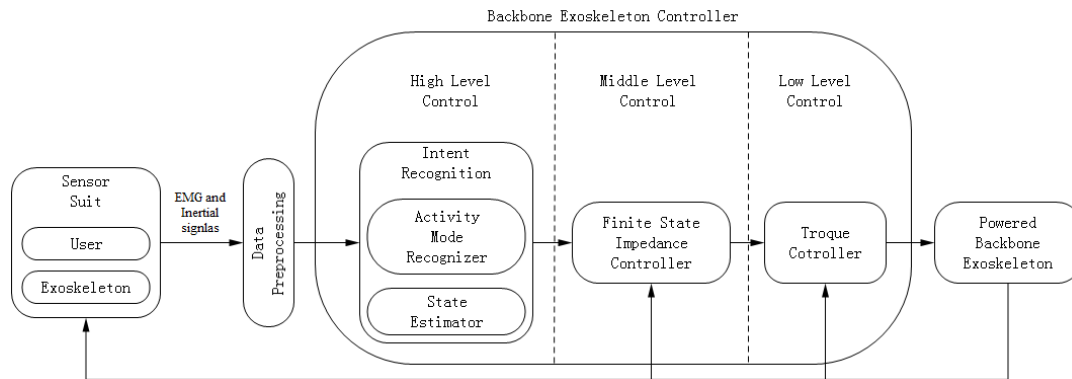 Backbone Exoskeleton Controller
High Level
Control
Middle Level
Control
Low Level
Control
Sensor
Suit
User
Exoskeleton
EMG and
Inertial
signlas
Data
Preprocessing
Intent
Recognition
Activity
Mode
Recognizer
State
Estimator
Finite State
Impedance
Controller
Troque
Cotroller
Powered
Backbone
Exoskeleton